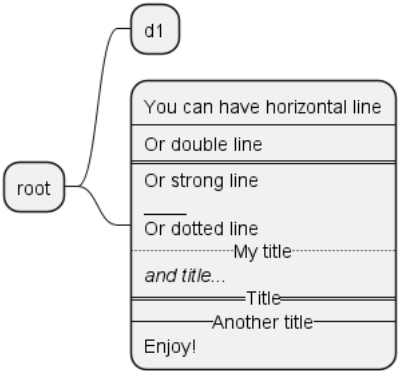 d1
root
You can have horizontal line
Or double line
Or strong line
____
Or dotted line
My title
and title...
Title
Another title
Enjoy!